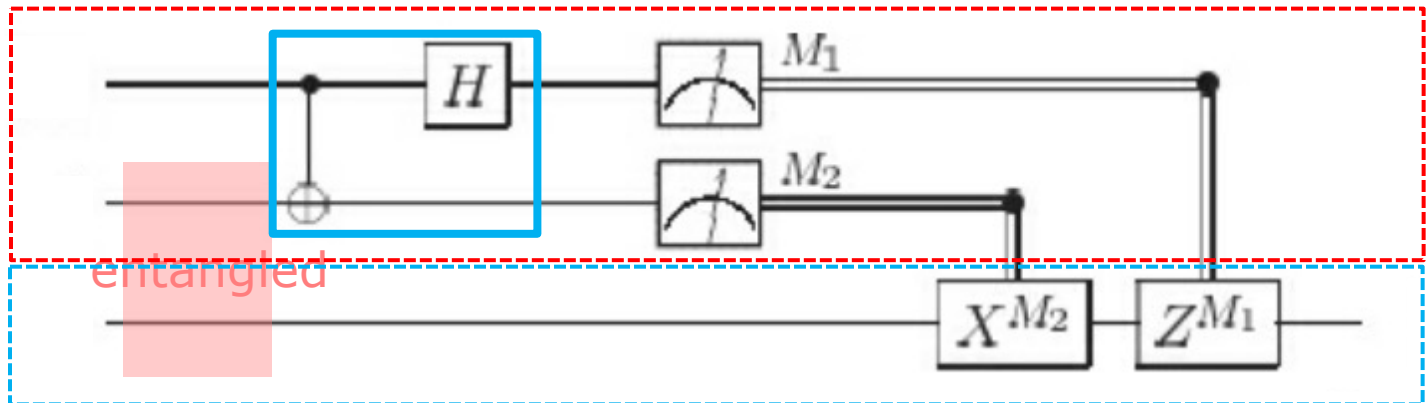 M₁
H
M₂
entangled
X^M₂ Z^M₁